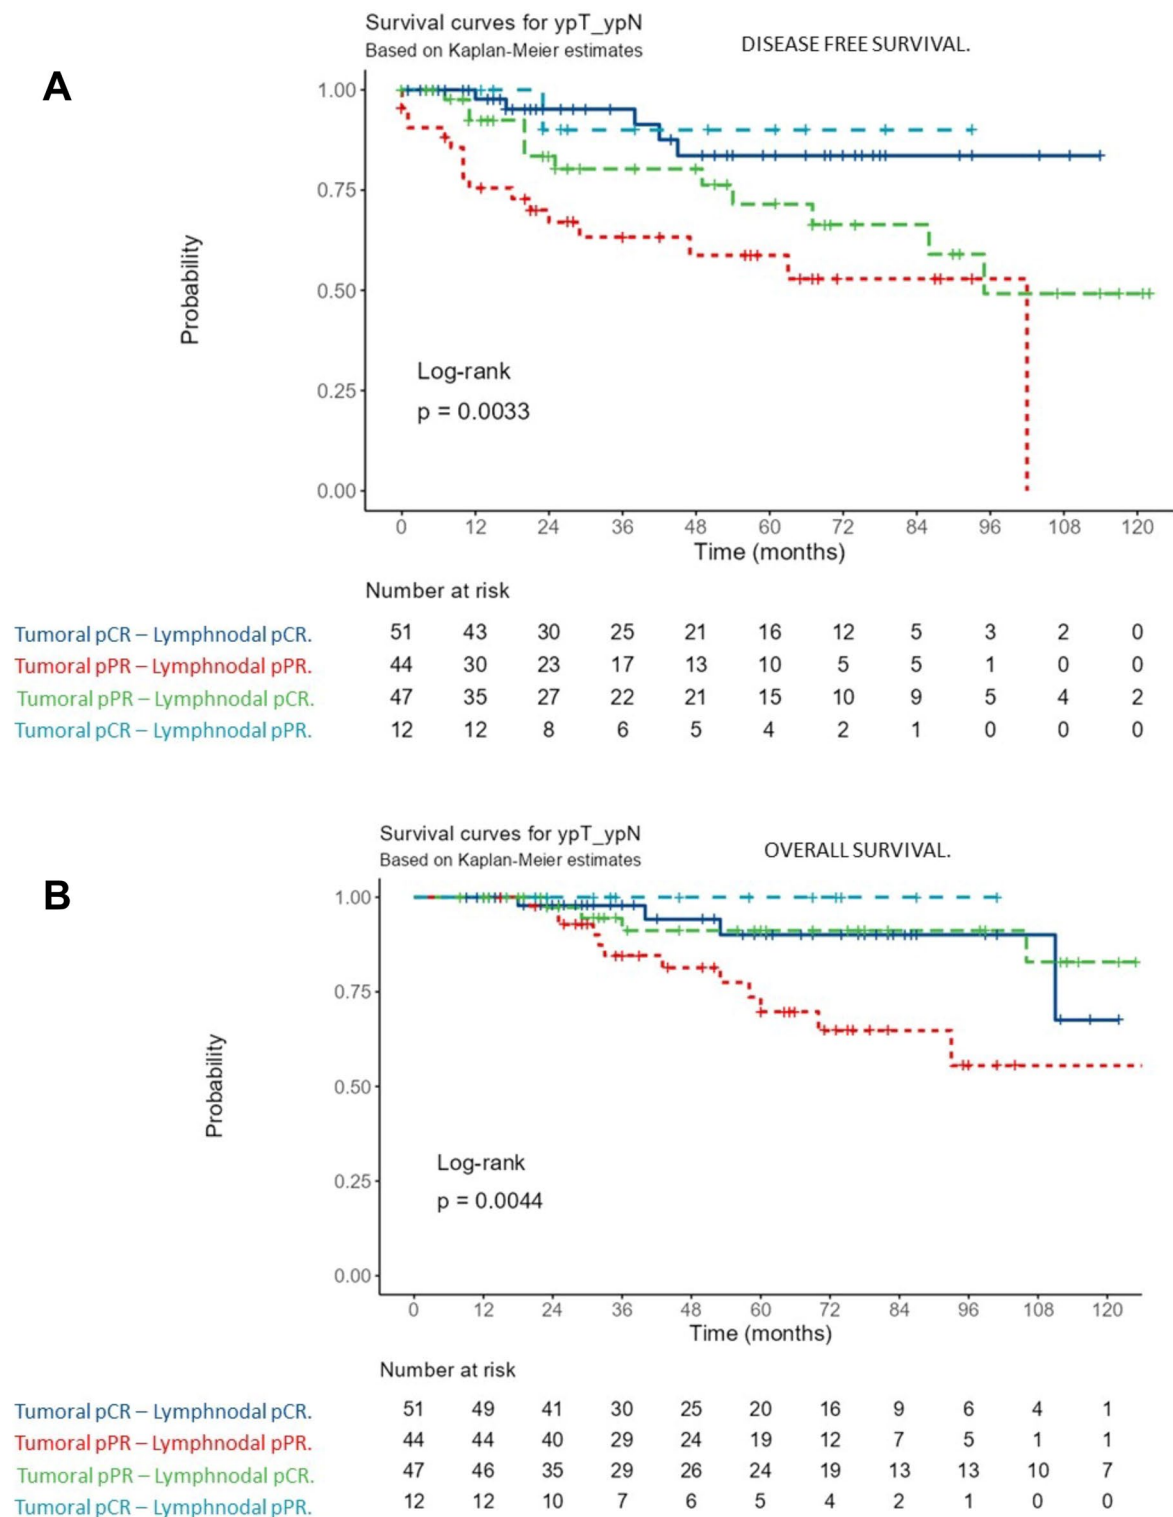 Survival curves for ypT_ypN
Based on Kaplan-Meier estimates
DISEASE FREE SURVIVAL.
A
1.00
0.75
0.50
0.25
0.00
Probability
Log-rank
p = 0.0033
0 12 24 36 48 60 72 84 96 108 120
Time (months)
Number at risk
Tumoral pCR – Lymphnodal pCR. 51 43 30 25 21 16 12 5 3 2 0
Tumoral pPR – Lymphnodal pPR. 44 30 23 17 13 10 5 5 1 0 0
Tumoral pPR – Lymphnodal pCR. 47 35 27 22 21 15 10 9 5 4 2
Tumoral pCR – Lymphnodal pPR. 12 12 8 6 5 4 2 1 0 0 0
Survival curves for ypT_ypN
Based on Kaplan-Meier estimates
OVERALL SURVIVAL.
B
1.00
0.75
0.50
0.25
0.00
Probability
Log-rank
p = 0.0044
0 12 24 36 48 60 72 84 96 108 120
Time (months)
Number at risk
Tumoral pCR – Lymphnodal pCR. 51 49 41 30 25 20 16 9 6 4 1
Tumoral pPR – Lymphnodal pPR. 44 44 40 29 24 19 12 7 5 1 1
Tumoral pPR – Lymphnodal pCR. 47 46 35 29 26 24 19 13 13 10 7
Tumoral pCR – Lymphnodal pPR. 12 12 10 7 6 5 4 2 1 0 0